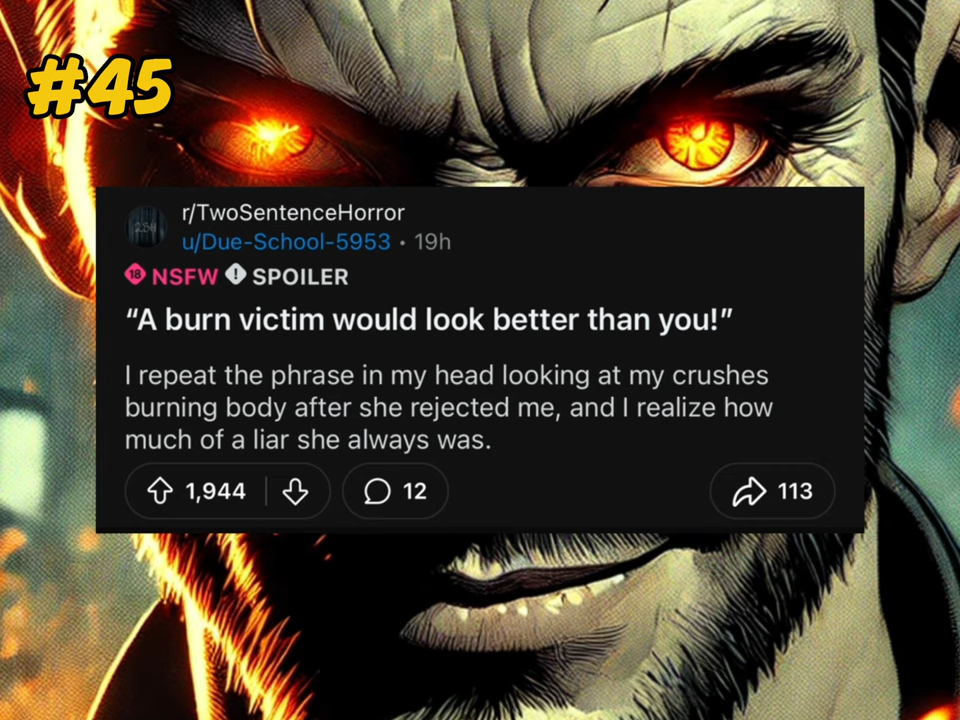 #45
r/TwoSentenceHorror
u/Due-School-5953 • 19h
18 NSFW ! SPOILER
“A burn victim would look better than you!”
I repeat the phrase in my head looking at my crushes
burning body after she rejected me, and I realize how
much of a liar she always was.
1,944 12 113